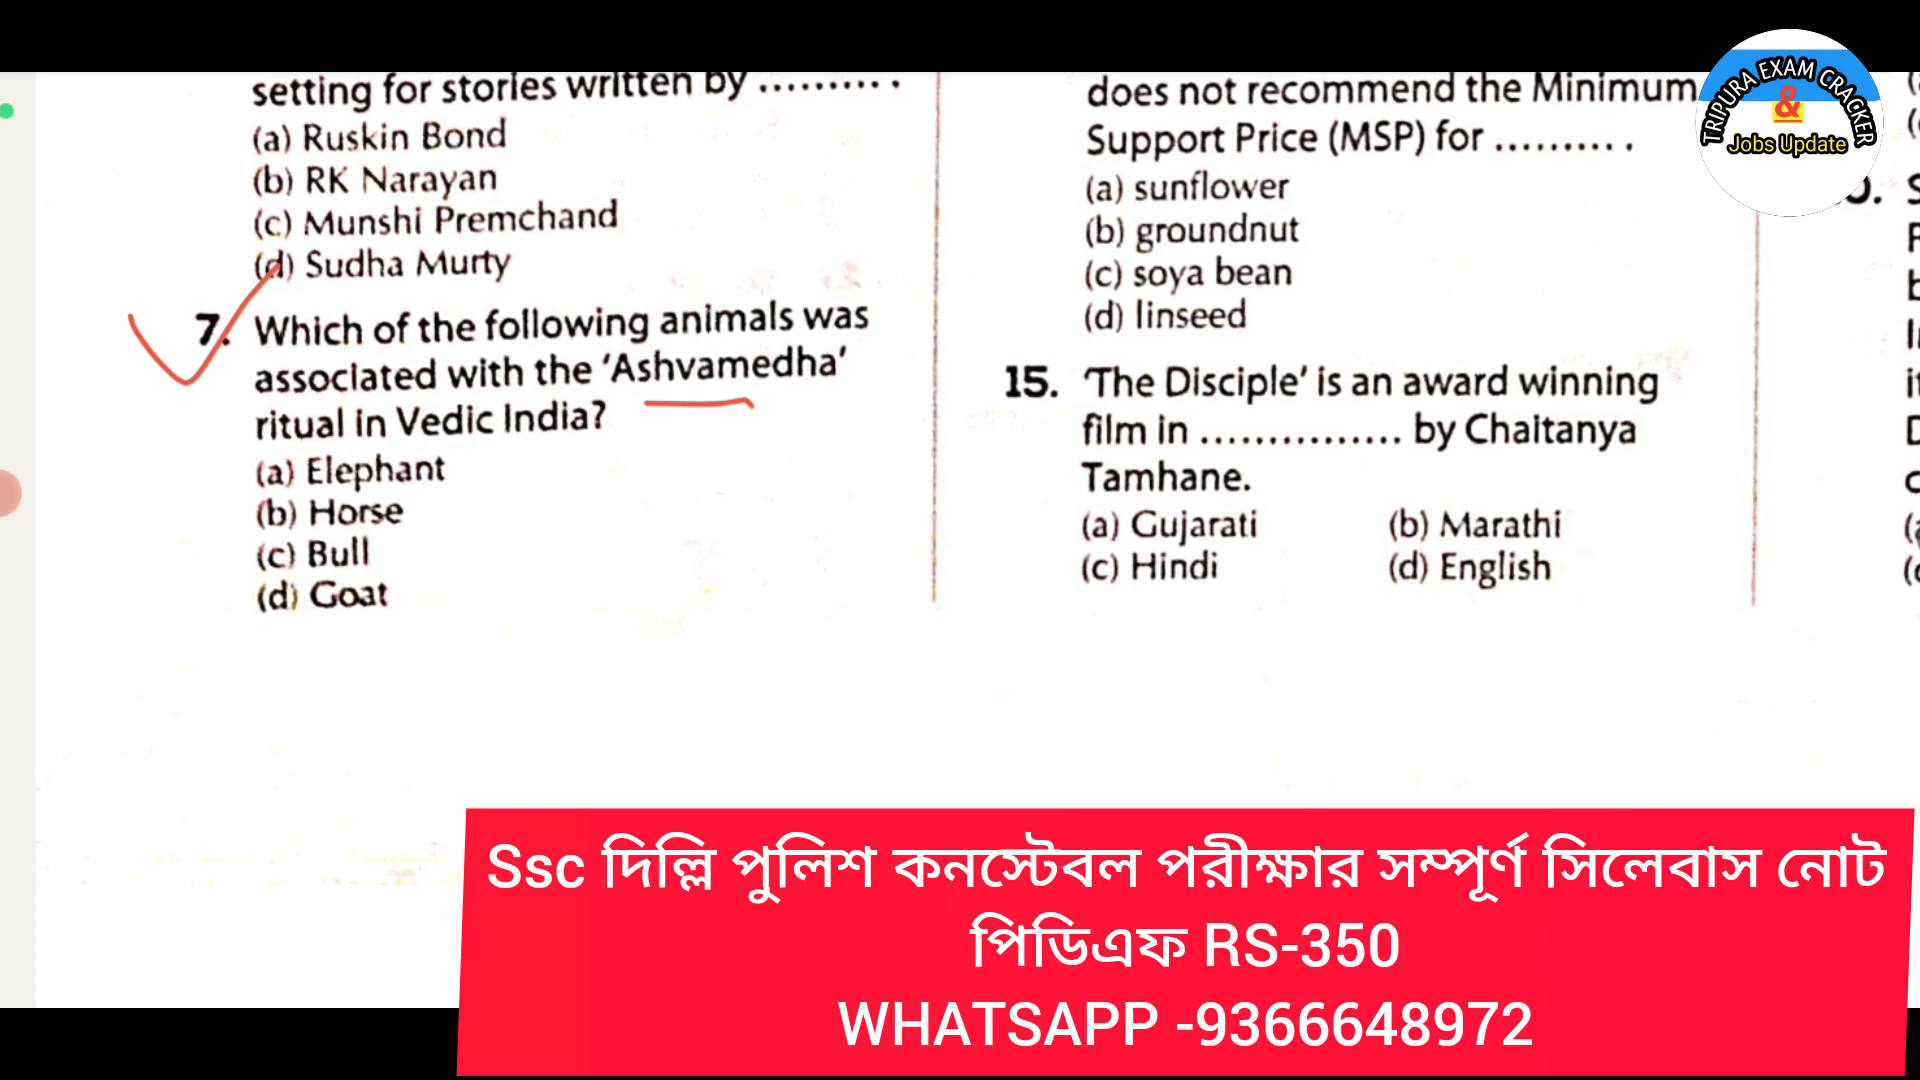 setting for stories written by ..........
(a) Ruskin Bond
(b) RK Narayan
(c) Munshi Premchand
(d) Sudha Murty
7. Which of the following animals was
associated with the ‘Ashvamedha’
ritual in Vedic India?
(a) Elephant
(b) Horse
(c) Bull
(d) Goat
does not recommend the Minimum
Support Price (MSP) for ..........
(a) sunflower
(b) groundnut
(c) soya bean
(d) linseed
15. ‘The Disciple’ is an award winning
film in ............... by Chaitanya
Tamhane.
(a) Gujarati (b) Marathi
(c) Hindi (d) English
TRIPURA EXAM CRACKER
&
Jobs Update
Ssc দিল্লি পুলিশ কনস্টেবল পরীক্ষার সম্পূর্ণ সিলেবাস নোট
পিডিএফ RS-350
WHATSAPP -9366648972